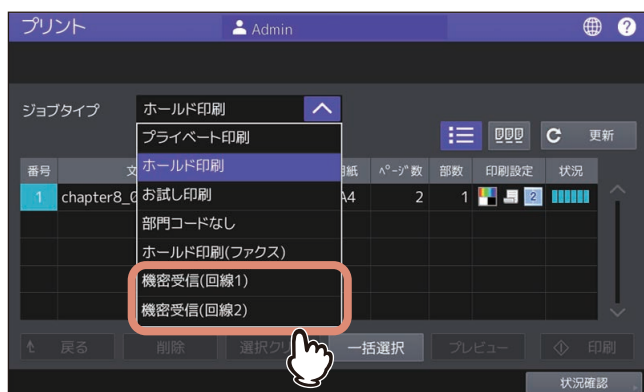 プリント
Admin
ジョブタイプ
ホールド印刷
プライベート印刷
ホールド印刷
お試し印刷
部門コードなし
ホールド印刷(ファクス)
機密受信(回線1)
機密受信(回線2)
更新
番号 文 用紙 ページ数 部数 印刷設定 状況
1 chapter8_ A4 2 1 2
戻る 削除 選択ク 一括選択 プレビュー 印刷
状況確認